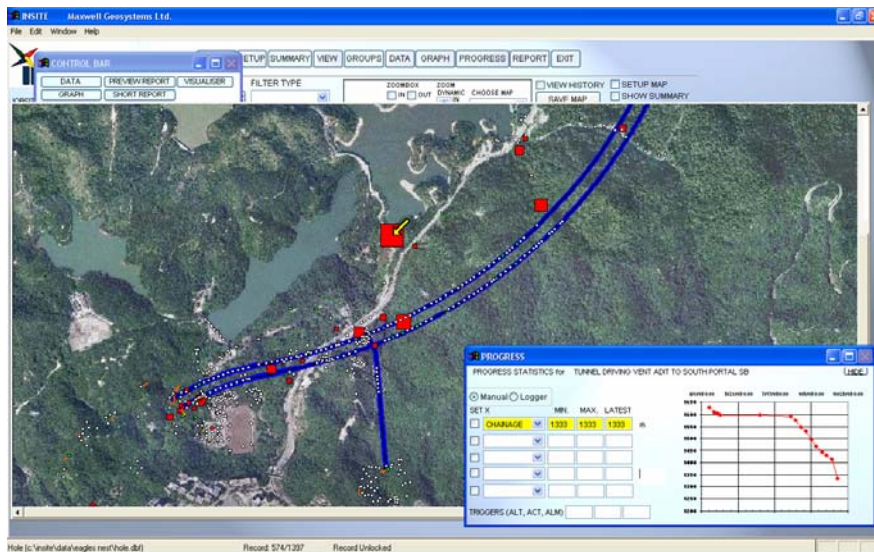 INSITE Maxwell Geosystems Ltd.
File Edit Window Help
CONTROL BAR
ETUP SUMMARY VIEW GROUPS DATA GRAPH PROGRESS REPORT EXIT
DATA PREVIEW REPORT VISUALISER
GRAPH SHORT REPORT
FILTER TYPE
ZOOMBOX ZOOM
IN OUT DYNAMIC CHOOSE MAP
IN
VIEW HISTORY SETUP MAP
SAVE MAP SHOW SUMMARY
PROGRESS
PROGRESS STATISTICS for TUNNEL DRIVING VENT ADIT TO SOUTH PORTAL SB HIDE
Manual Logger
SET X MIN. MAX. LATEST
CHAINAGE 1333 1333 1333 m
TRIGGERS (ALT, ACT, ALM)
Hole (c:\insite\data\eagles nest\hole.dbf) Record: 574/1397 Record Unlocked